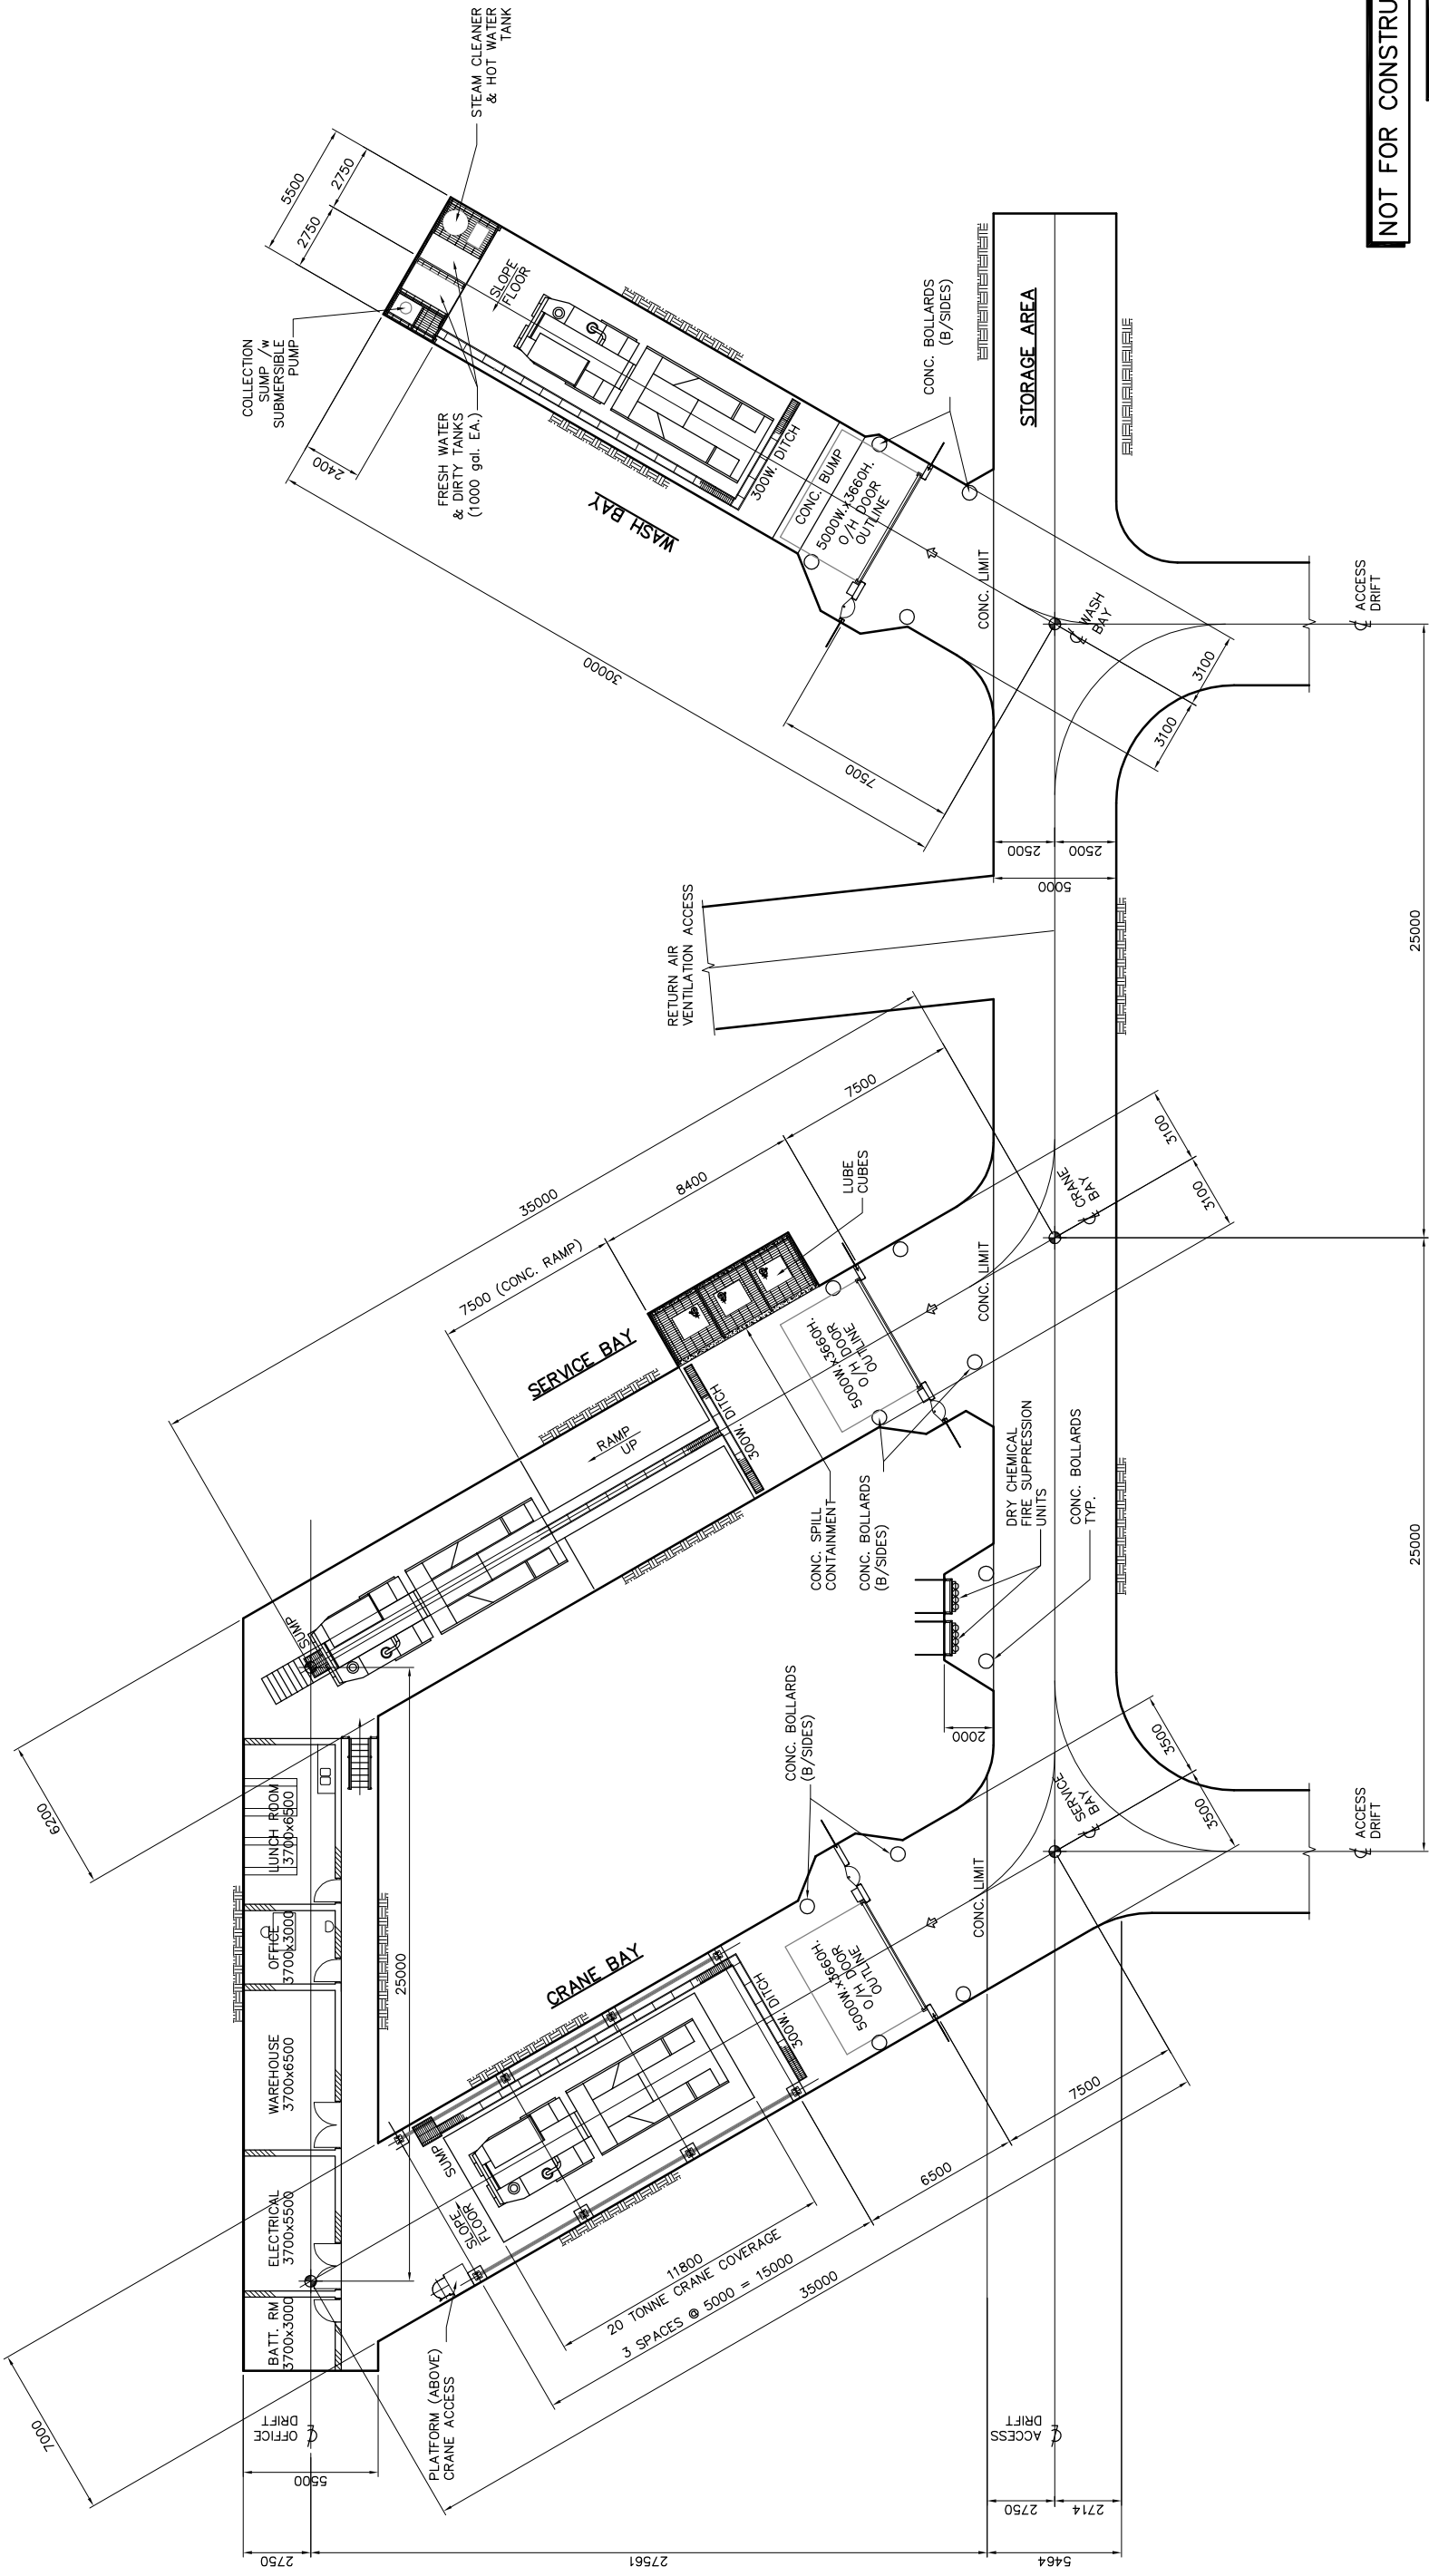 STEAM CLEANER
& HOT WATER
TANK
5500
2750
2750
COLLECTION
SUMP /w
SUBMERSIBLE
PUMP
2400
FRESH WATER
& DIRTY TANKS
(1000 gal. EA.)
SLOPE
FLOOR
WASH BAY
300W. DITCH
CONC. BUMP
5000W.x3660H.
O/H DOOR
OUTLINE
CONC. BOLLARDS
(B/SIDES)
STORAGE AREA
NOT FOR CONSTRU
30000
7500
CONC. LIMIT
℄ WASH
BAY
3100
3100
℄ ACCESS
DRIFT
2500
2500
5000
25000
RETURN AIR
VENTILATION ACCESS
35000
7500
8400
7500 (CONC. RAMP)
LUBE
CUBES
SERVICE BAY
RAMP
UP
300W. DITCH
5000W.x3660H.
O/H DOOR
OUTLINE
CONC. LIMIT
℄ CRANE
BAY
3100
3100
CONC. SPILL
CONTAINMENT
CONC. BOLLARDS
(B/SIDES)
DRY CHEMICAL
FIRE SUPPRESSION
UNITS
CONC. BOLLARDS
TYP.
25000
SUMP
6200
LUNCH ROOM
3700x6500
OFFICE
3700x3000
WAREHOUSE
3700x6500
ELECTRICAL
3700x5500
BATT. RM
3700x3000
25000
CONC. BOLLARDS
(B/SIDES)
2000
CRANE BAY
300W. DITCH
5000W.x3660H.
O/H DOOR
OUTLINE
CONC. LIMIT
℄ SERVICE
BAY
3500
3500
℄ ACCESS
DRIFT
SUMP
SLOPE
FLOOR
PLATFORM (ABOVE)
CRANE ACCESS
11800
20 TONNE CRANE COVERAGE
3 SPACES @ 5000 = 15000
35000
6500
7500
7000
℄ OFFICE
DRIFT
5500
2750
27561
℄ ACCESS
DRIFT
2750
2714
5464